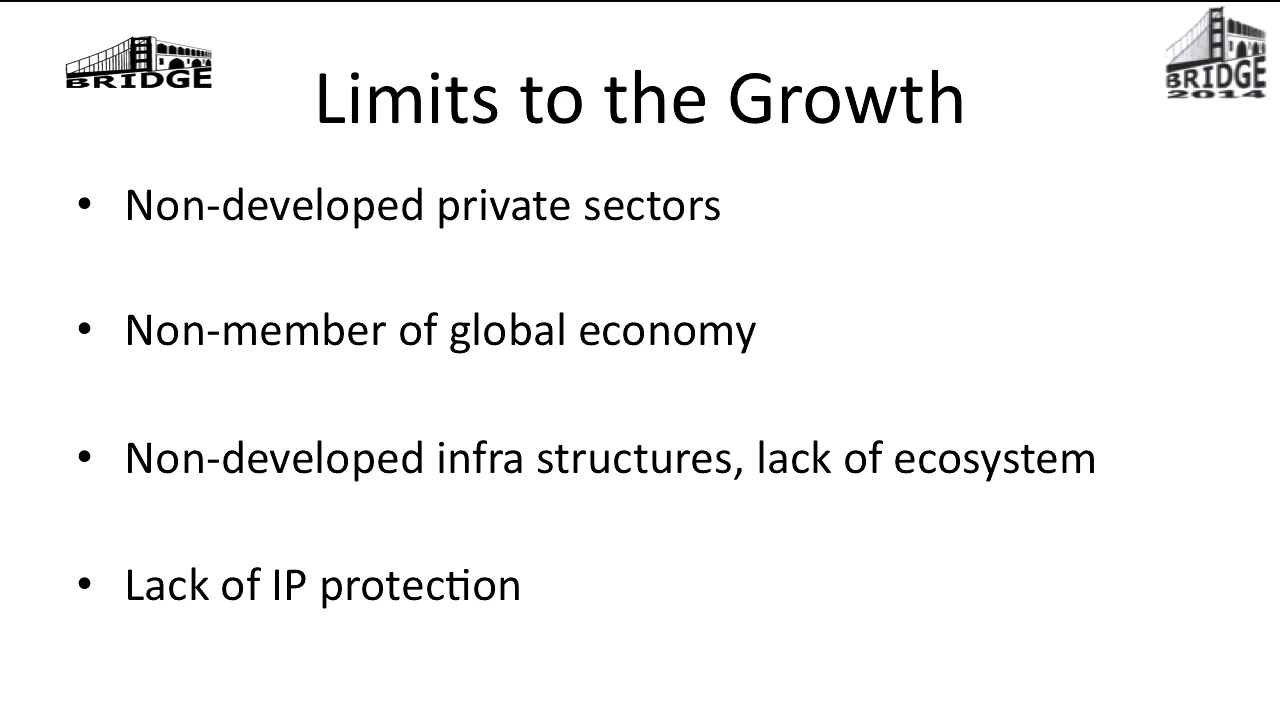 BRIDGE
BRIDGE
2014
Limits to the Growth
• Non-developed private sectors
• Non-member of global economy
• Non-developed infra structures, lack of ecosystem
• Lack of IP protection